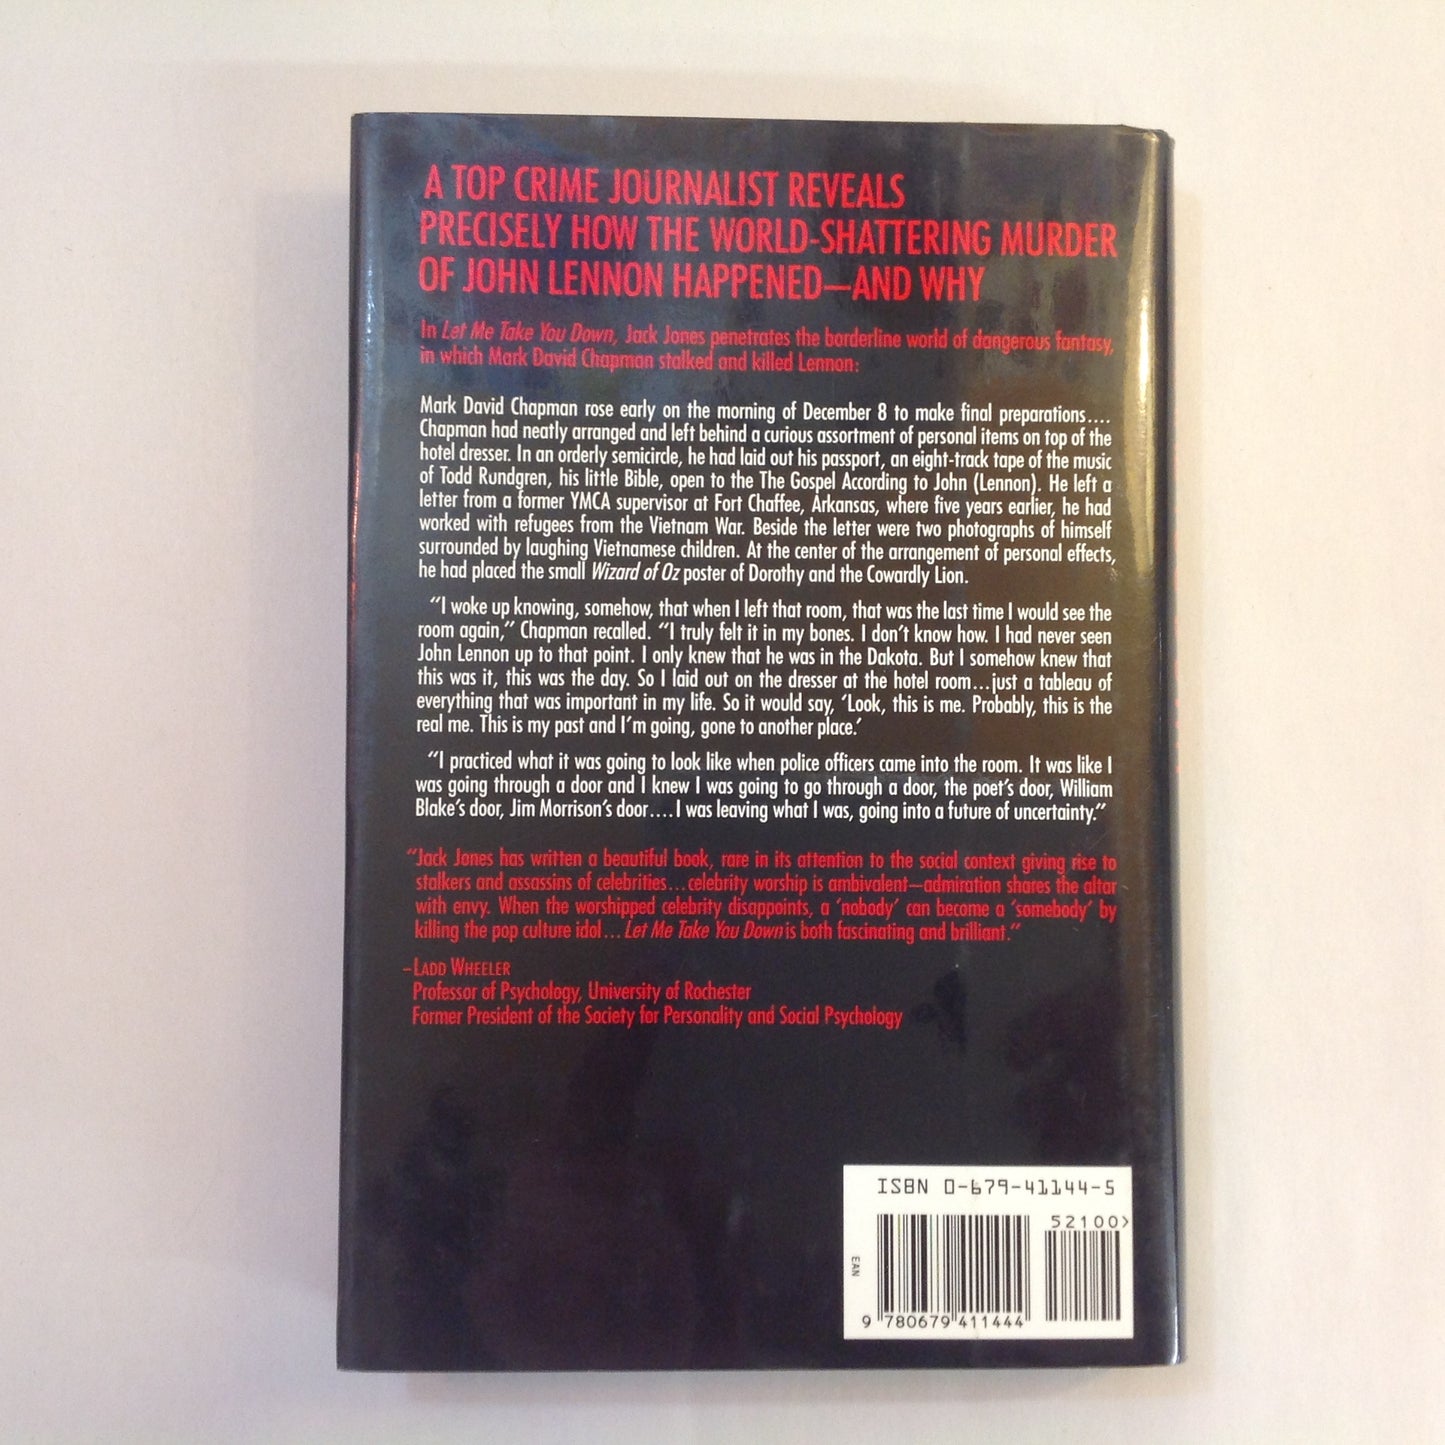 A TOP CRIME JOURNALIST REVEALS
PRECISELY HOW THE WORLD-SHATTERING MURDER
OF JOHN LENNON HAPPENED—AND WHY
In Let Me Take You Down, Jack Jones penetrates the borderline world of dangerous fantasy,
in which Mark David Chapman stalked and killed Lennon:
Mark David Chapman rose early on the morning of December 8 to make final preparations....
Chapman had neatly arranged and left behind a curious assortment of personal items on top of the
hotel dresser. In an orderly semicircle, he had laid out his passport, an eight-track tape of the music
of Todd Rundgren, his little Bible, open to the The Gospel According to John (Lennon). He left a
letter from a former YMCA supervisor at Fort Chaffee, Arkansas, where five years earlier, he had
worked with refugees from the Vietnam War. Beside the letter were two photographs of himself
surrounded by laughing Vietnamese children. At the center of the arrangement of personal effects,
he had placed the small Wizard of Oz poster of Dorothy and the Cowardly Lion.
"I woke up knowing, somehow, that when I left that room, that was the last time I would see the
room again," Chapman recalled. "I truly felt it in my bones. I don't know how. I had never seen
John Lennon up to that point. I only knew that he was in the Dakota. But I somehow knew that
this was it, this was the day. So I laid out on the dresser at the hotel room...just a tableau of
everything that was important in my life. So it would say, 'Look, this is me. Probably, this is the
real me. This is my past and I'm going, gone to another place.'
"I practiced what it was going to look like when police officers came into the room. It was like I
was going through a door and I knew I was going to go through a door, the poet's door, William
Blake's door, Jim Morrison's door....I was leaving what I was, going into a future of uncertainty."
"Jack Jones has written a beautiful book, rare in its attention to the social context giving rise to
stalkers and assassins of celebrities...celebrity worship is ambivalent—admiration shares the altar
with envy. When the worshipped celebrity disappoints, a 'nobody' can become a 'somebody' by
killing the pop culture idol... Let Me Take You Down is both fascinating and brilliant."
–LADD WHEELER
Professor of Psychology, University of Rochester
Former President of the Society for Personality and Social Psychology
ISBN 0-679-41144-5
52100>
EAN
9 780679 411444